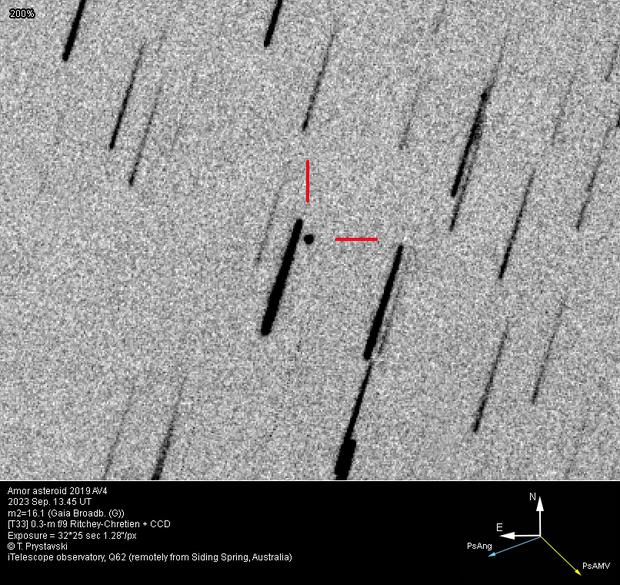 200%
Amor asteroid 2019 AV4
2023 Sep. 13.45 UT
m2=16.1 (Gaia Broadb. (G))
[T33] 0.3-m f/9 Ritchey-Chretien + CCD
Exposure = 32*25 sec 1.28"/px
© T. Prystavski
iTelescope observatory, Q62 (remotely from Siding Spring, Australia)
N
E
PsAng
PsAMV